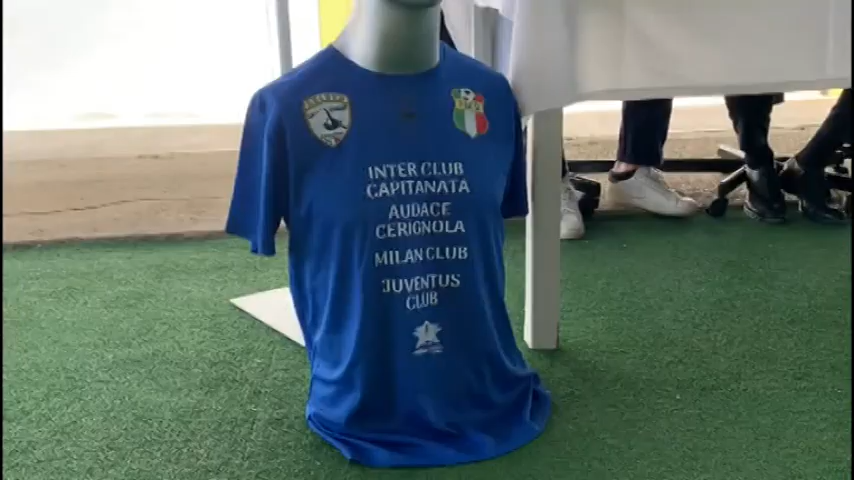 INTER CLUB
CAPITANATA
AUDACE
CERIGNOLA
MILAN CLUB
JUVENTUS
CLUB